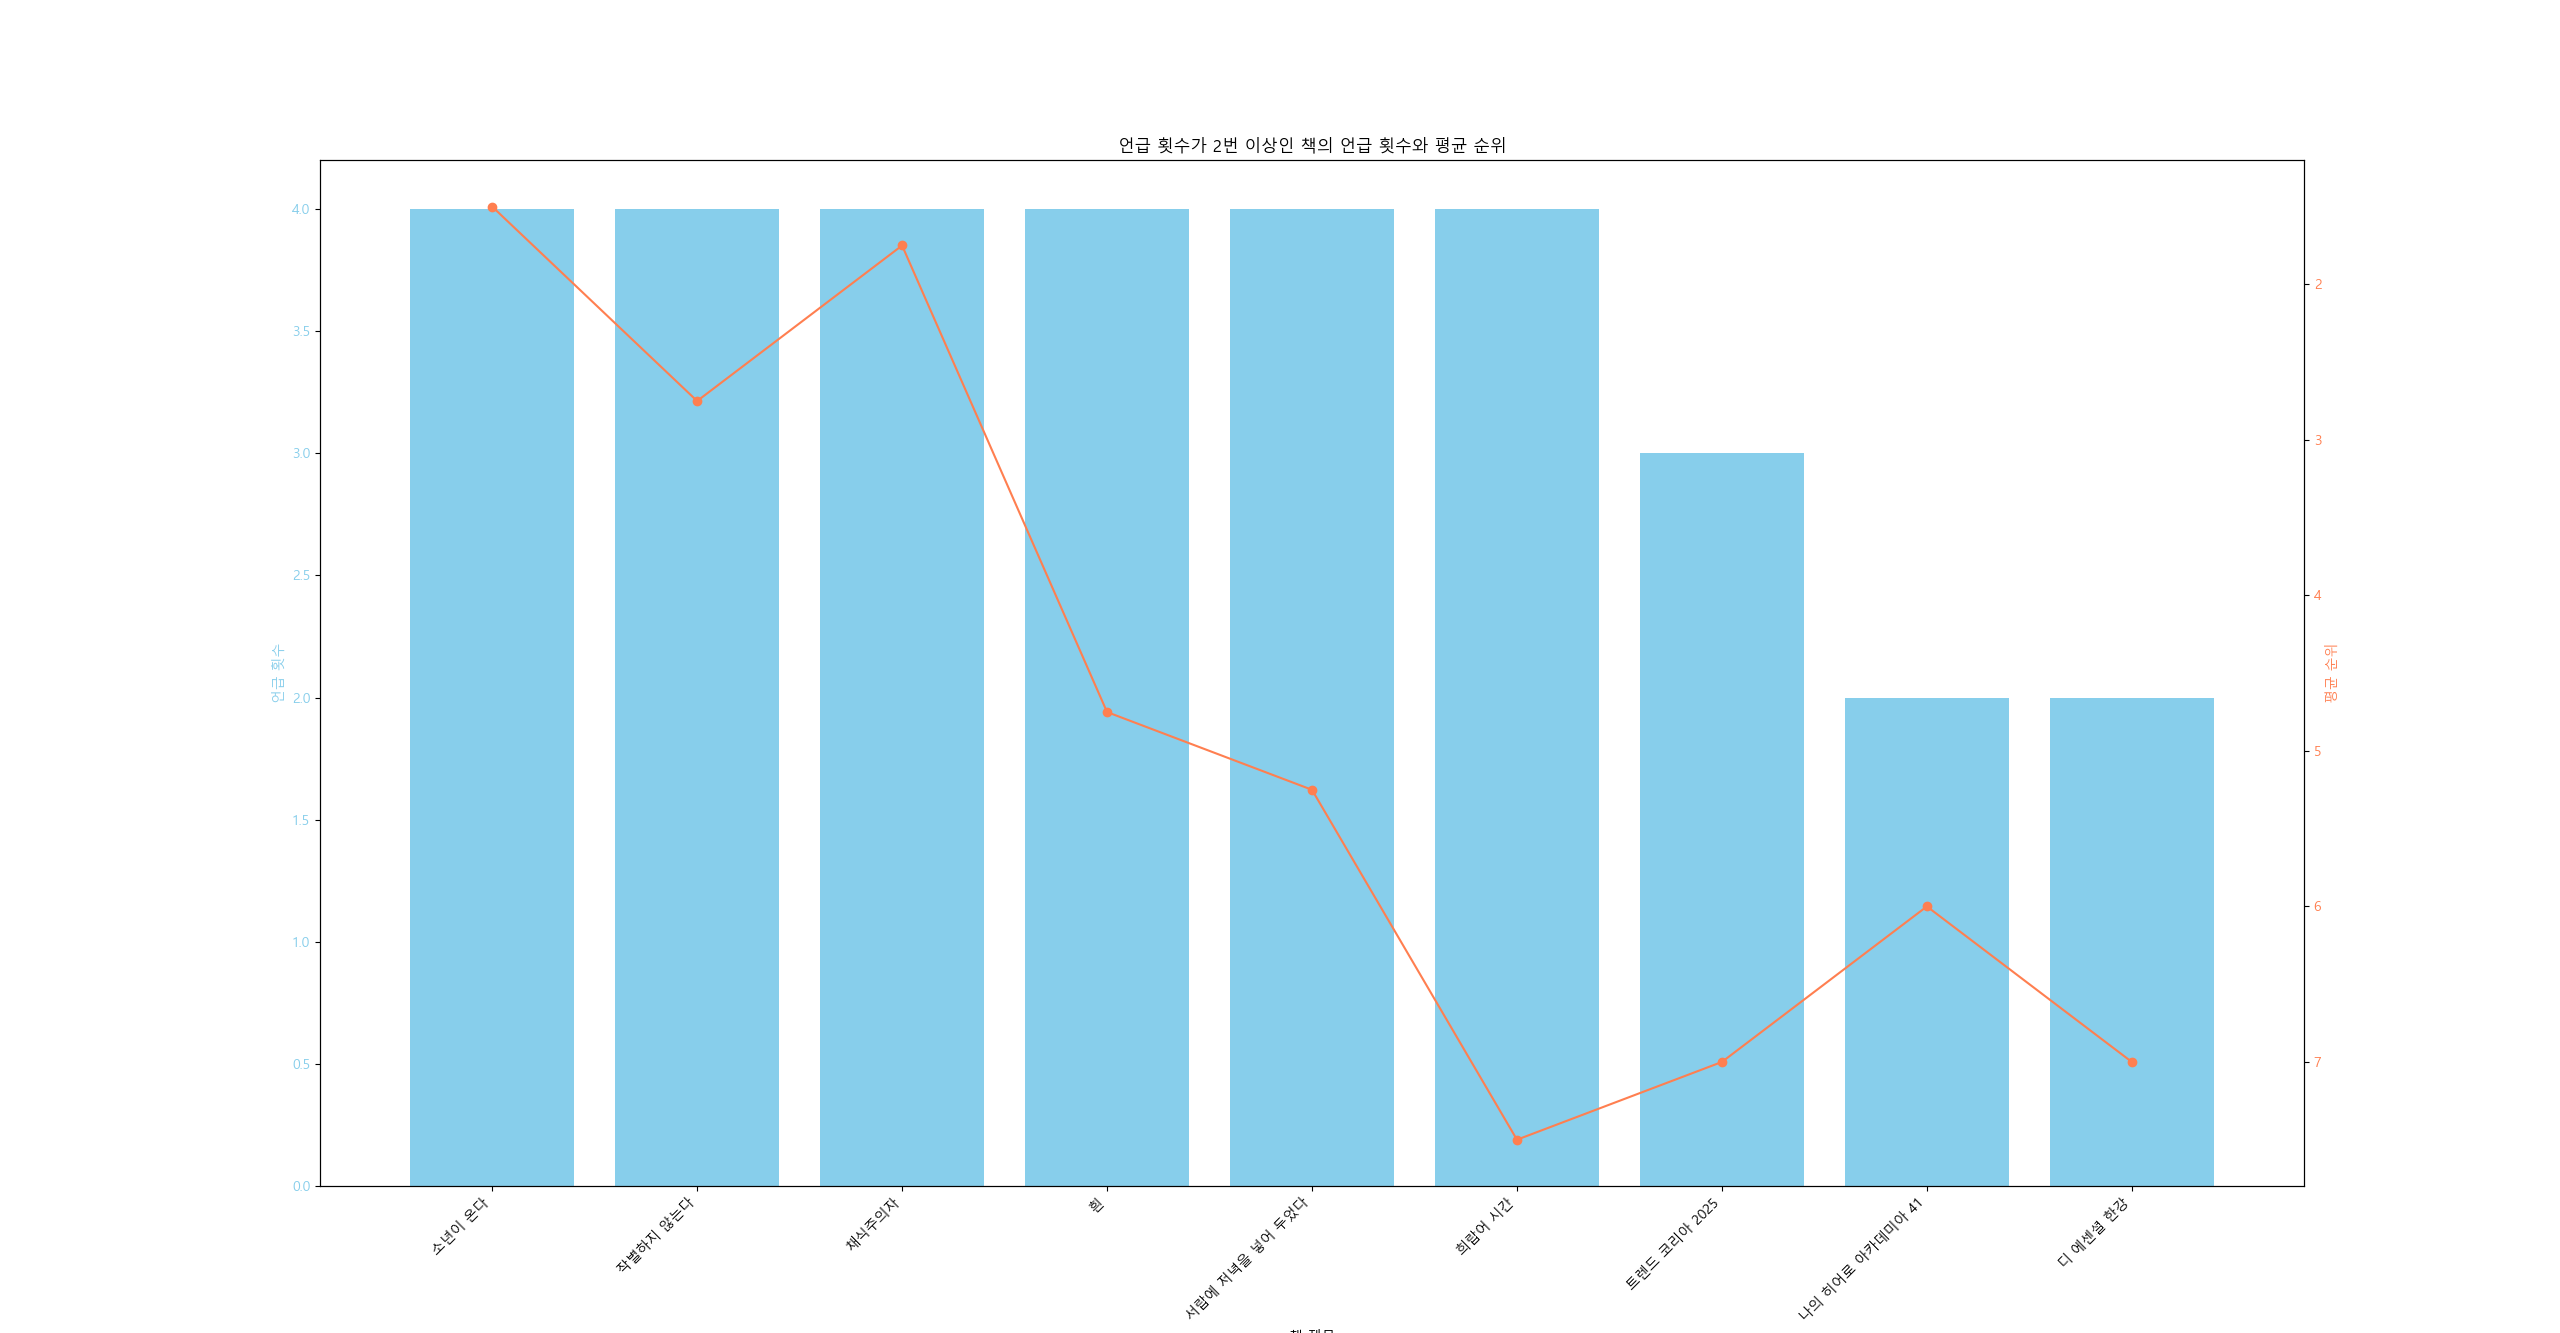 언급 횟수가 2번 이상인 책의 언급 횟수와 평균 순위
4.0
3.5
3.0
2.5
2.0
1.5
1.0
0.5
0.0
언급 횟수
2
3
4
5
6
7
평균 순위
소년이 온다
작별하지 않는다
채식주의자
흰
서랍에 저녁을 넣어 두었다
희랍어 시간
트렌드 코리아 2025
나의 히어로 아카데미아 41
디 에센셜 한강